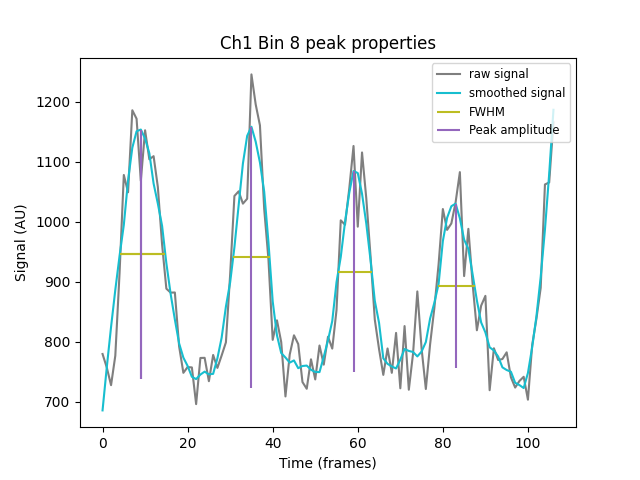 Ch1 Bin 8 peak properties
raw signal
smoothed signal
FWHM
Peak amplitude
Signal (AU)
1200
1100
1000
900
800
700
0 20 40 60 80 100
Time (frames)